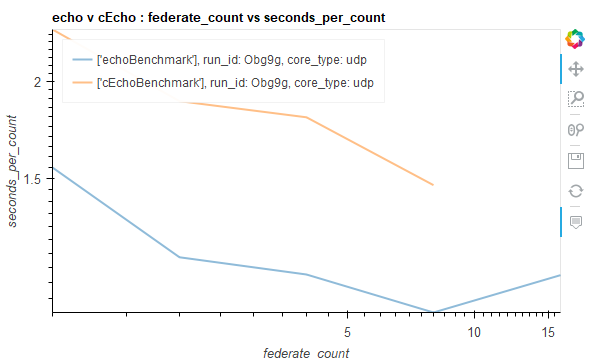 echo v cEcho : federate_count vs seconds_per_count
['echoBenchmark'], run_id: Obg9g, core_type: udp
['cEchoBenchmark'], run_id: Obg9g, core_type: udp
2
1.5
seconds_per_count
5
10
15
federate_count